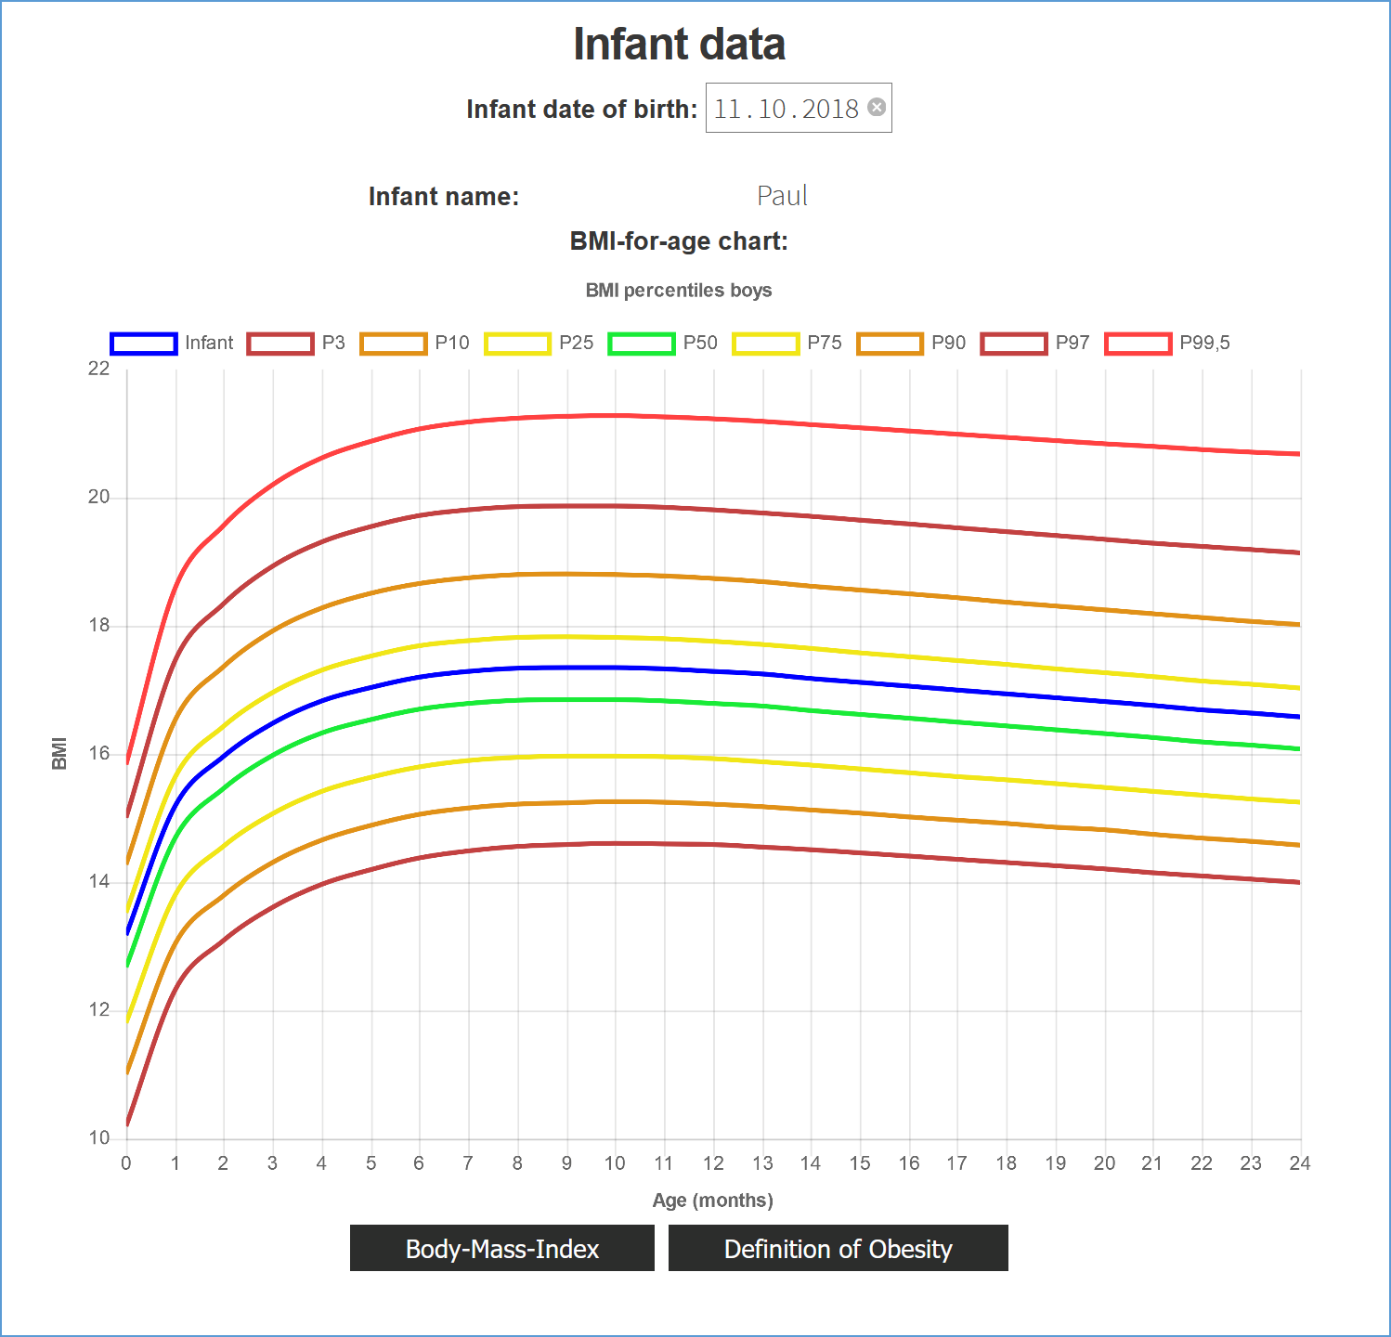 Infant data
Infant date of birth: 11.10.2018
Infant name: Paul
BMI-for-age chart:
BMI percentiles boys
Infant P3 P10 P25 P50 P75 P90 P97 P99,5
22
20
18
16
14
12
10
BMI
0 1 2 3 4 5 6 7 8 9 10 11 12 13 14 15 16 17 18 19 20 21 22 23 24
Age (months)
Body-Mass-Index Definition of Obesity